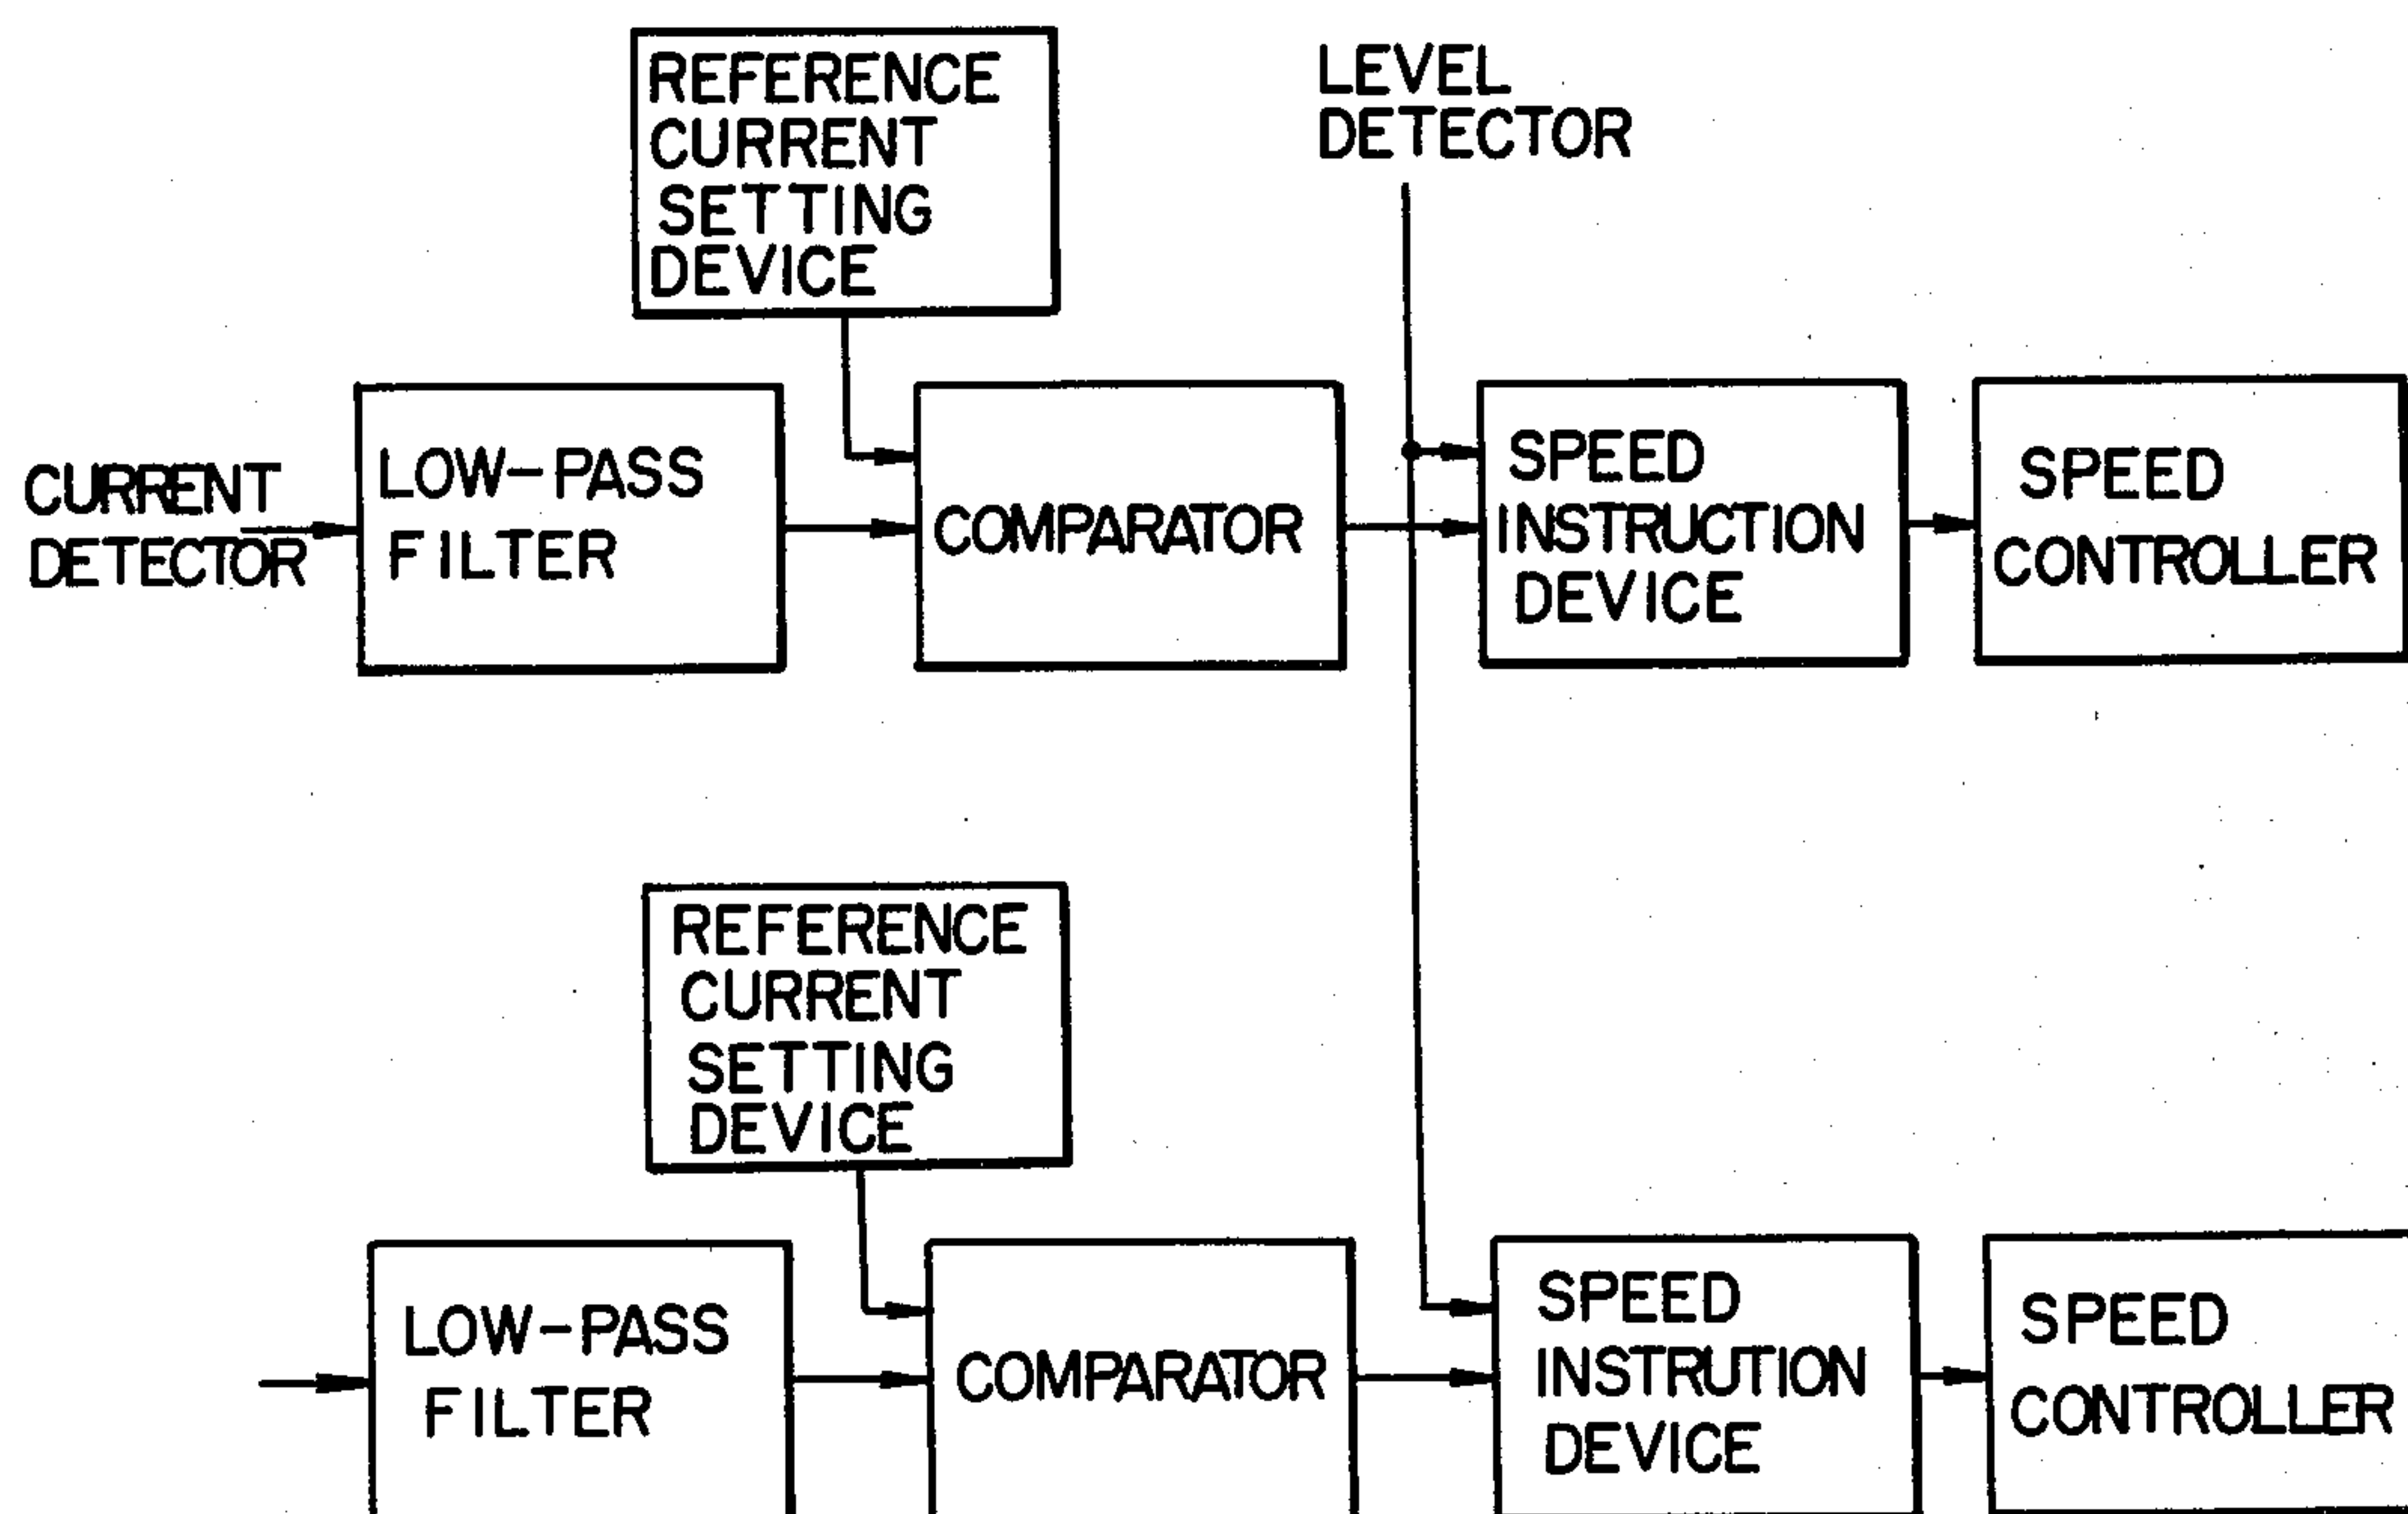 REFERENCE
CURRENT
SETTING
DEVICE
LEVEL
DETECTOR
CURRENT
DETECTOR
LOW-PASS
FILTER
COMPARATOR
SPEED
INSTRUCTION
DEVICE
SPEED
CONTROLLER
REFERENCE
CURRENT
SETTING
DEVICE
LOW-PASS
FILTER
COMPARATOR
SPEED
INSTRUTION
DEVICE
SPEED
CONTROLLER